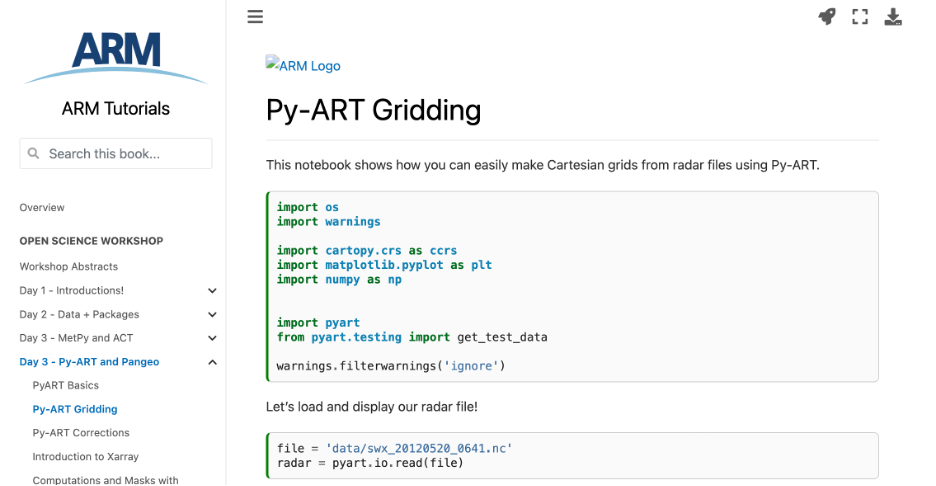 ARM
ARM Tutorials
Search this book...
Overview
OPEN SCIENCE WORKSHOP
Workshop Abstracts
Day 1 - Introductions!
Day 2 - Data + Packages
Day 3 - MetPy and ACT
Day 3 - Py-ART and Pangeo
PyART Basics
Py-ART Gridding
Py-ART Corrections
Introduction to Xarray
Computations and Masks with
ARM Logo
Py-ART Gridding
This notebook shows how you can easily make Cartesian grids from radar files using Py-ART.
import os
import warnings
import cartopy.crs as ccrs
import matplotlib.pyplot as plt
import numpy as np
import pyart
from pyart.testing import get_test_data
warnings.filterwarnings('ignore')
Let's load and display our radar file!
file = 'data/swx_20120520_0641.nc'
radar = pyart.io.read(file)